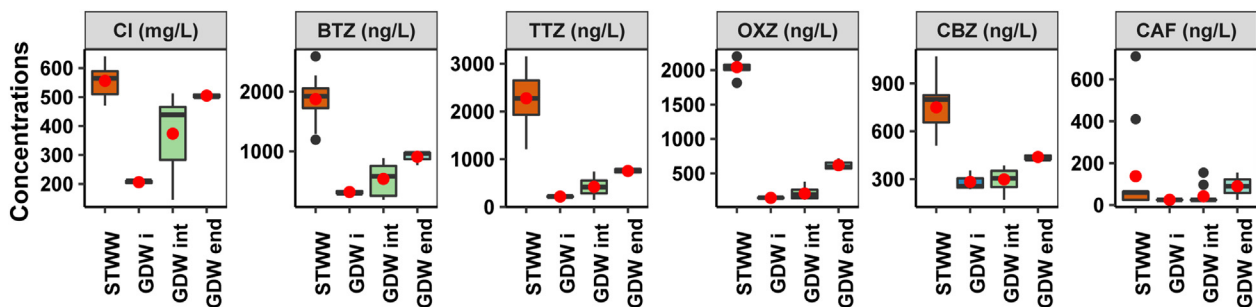 Concentrations
Cl (mg/L)
600
500
400
300
200
STWW
GDW i
GDW int
GDW end
BTZ (ng/L)
2000
1000
STWW
GDW i
GDW int
GDW end
TTZ (ng/L)
3000
2000
1000
0
STWW
GDW i
GDW int
GDW end
OXZ (ng/L)
2000
1500
1000
500
0
STWW
GDW i
GDW int
GDW end
CBZ (ng/L)
900
600
300
STWW
GDW i
GDW int
GDW end
CAF (ng/L)
600
400
200
0
STWW
GDW i
GDW int
GDW end